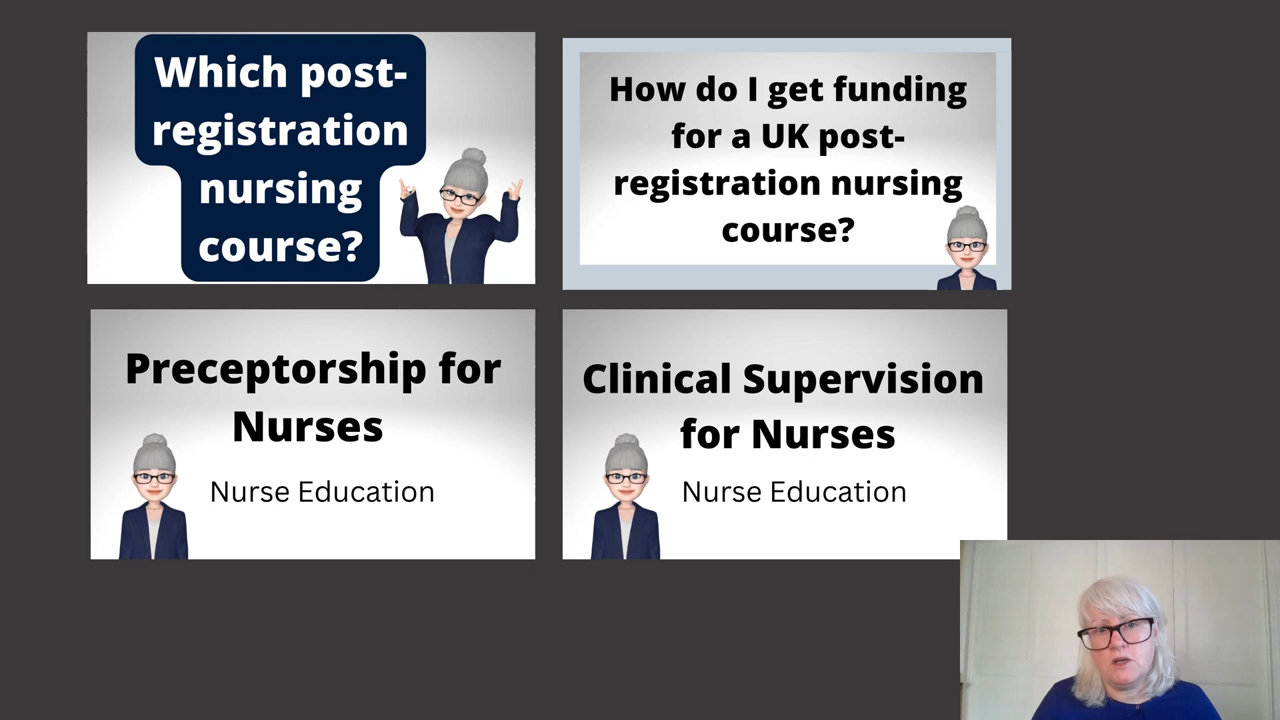 Which post-
registration
nursing
course?
How do I get funding
for a UK post-
registration nursing
course?
Preceptorship for
Nurses
Nurse Education
Clinical Supervision
for Nurses
Nurse Education